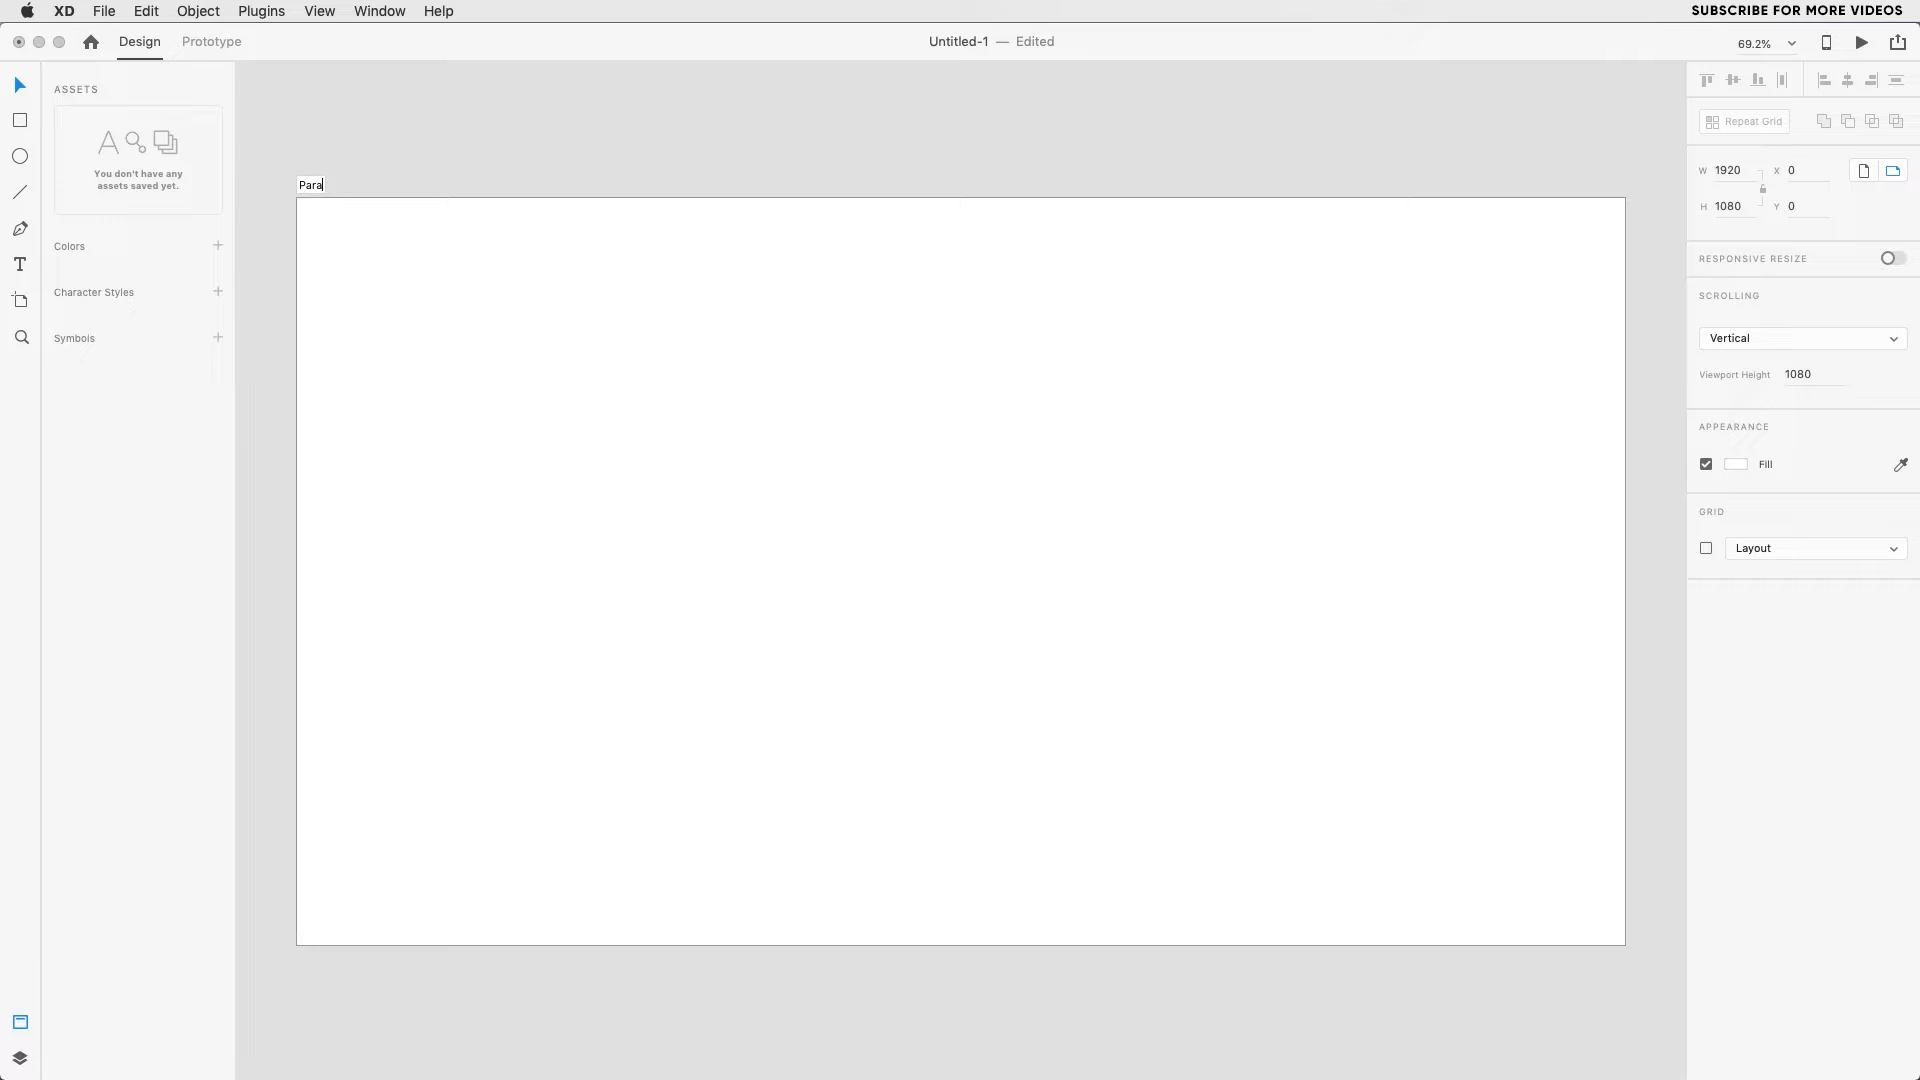 XD File Edit Object Plugins View Window Help
SUBSCRIBE FOR MORE VIDEOS
Design Prototype
Untitled-1 — Edited
69.2%
ASSETS
You don't have any
assets saved yet.
Colors
Character Styles
Symbols
Para
Repeat Grid
W 1920 X 0
H 1080 Y 0
RESPONSIVE RESIZE
SCROLLING
Vertical
Viewport Height 1080
APPEARANCE
Fill
GRID
Layout